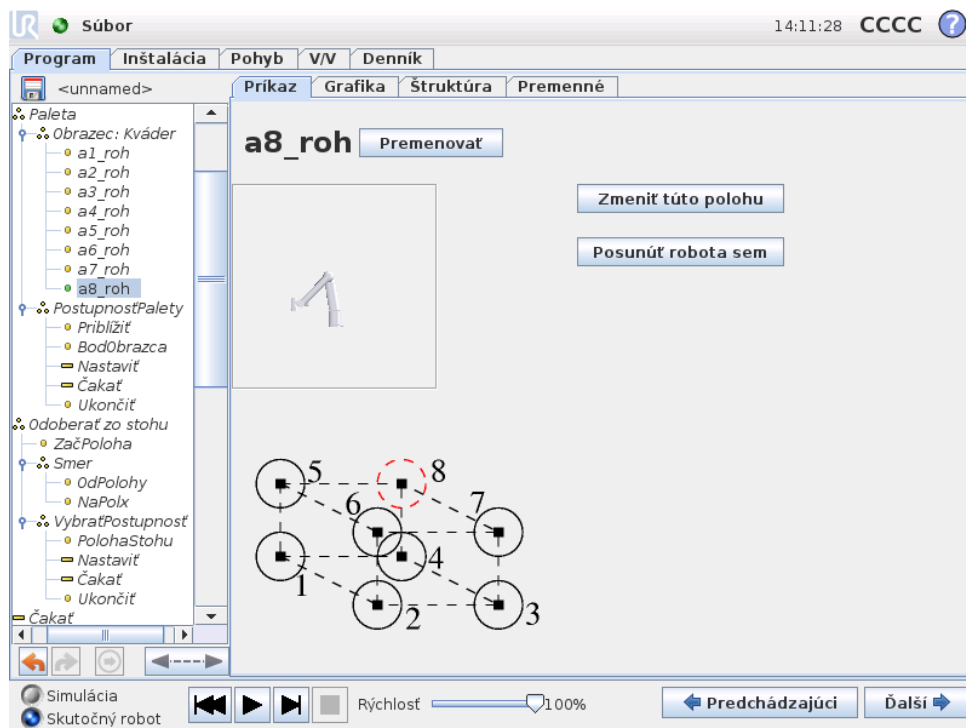 UR Súbor 14:11:28 CCCC ?
Program Inštalácia Pohyb V/V Denník
<unnamed> Príkaz Grafika Štruktúra Premenné
Paleta
Obrazec: Kváder
a1_roh
a2_roh
a3_roh
a4_roh
a5_roh
a6_roh
a7_roh
a8_roh
PostupnosťPalety
Priblížiť
BodObrazca
Nastaviť
Čakať
Ukončiť
Odoberať zo stohu
ZačPoloha
Smer
OdPolohy
NaPolx
VybraťPostupnosť
PolohaStohu
Nastaviť
Čakať
Ukončiť
Čakať
a8_roh Premenovať
Zmeniť túto polohu
Posunúť robota sem
5 8
6 7
4
1
2 3
Simulácia
Skutočný robot
Rýchlosť 100%
Predchádzajúci Ďalší